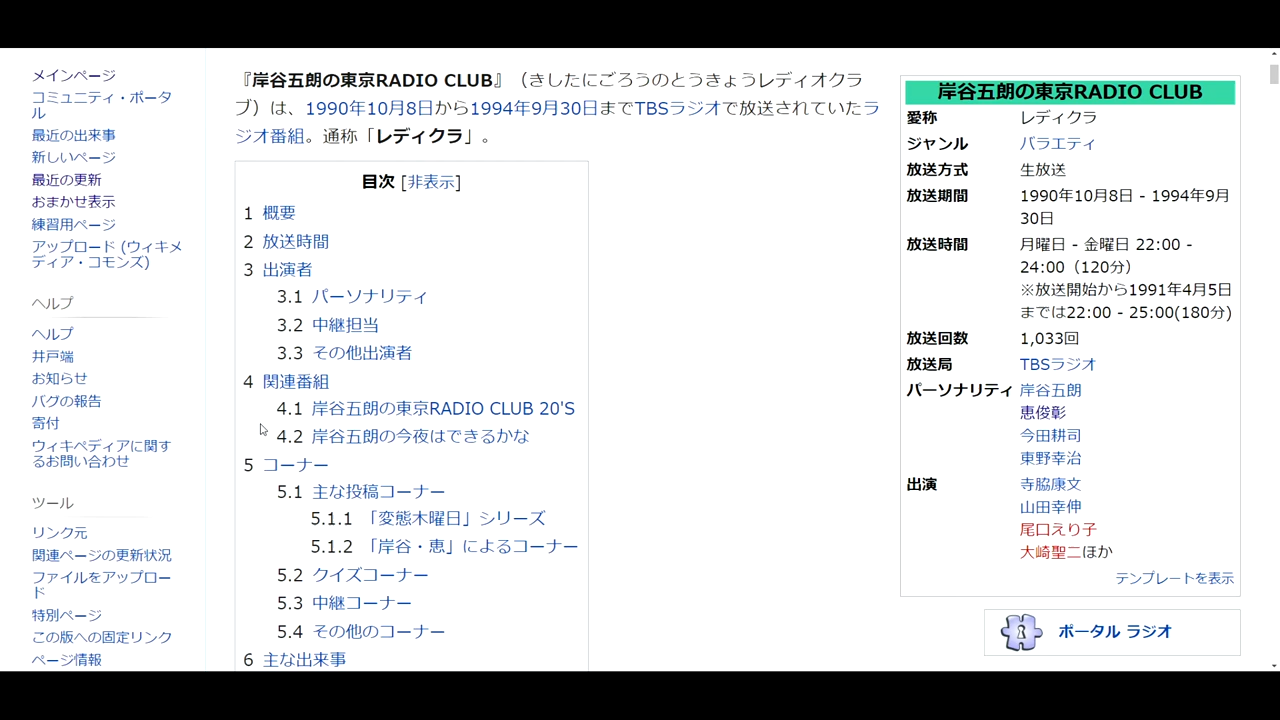 メインページ
コミュニティ・ポータ
ル
最近の出来事
新しいページ
最近の更新
おまかせ表示
練習用ページ
アップロード (ウィキメ
ディア・コモンズ)
ヘルプ
ヘルプ
井戸端
お知らせ
バグの報告
寄付
ウィキペディアに関す
るお問い合わせ
ツール
リンク元
関連ページの更新状況
ファイルをアップロー
ド
特別ページ
この版への固定リンク
ページ情報
『岸谷五朗の東京RADIO CLUB』（きしたにごろうのとうきょうレディオクラ
ブ）は、1990年10月8日から1994年9月30日までTBSラジオで放送されていたラ
ジオ番組。通称「レディクラ」。
目次 [非表示]
1 概要
2 放送時間
3 出演者
3.1 パーソナリティ
3.2 中継担当
3.3 その他出演者
4 関連番組
4.1 岸谷五朗の東京RADIO CLUB 20'S
4.2 岸谷五朗の今夜はできるかな
5 コーナー
5.1 主な投稿コーナー
5.1.1 「変態木曜日」シリーズ
5.1.2 「岸谷・恵」によるコーナー
5.2 クイズコーナー
5.3 中継コーナー
5.4 その他のコーナー
6 主な出来事
岸谷五朗の東京RADIO CLUB
愛称 レディクラ
ジャンル バラエティ
放送方式 生放送
放送期間 1990年10月8日 - 1994年9月
30日
放送時間 月曜日 - 金曜日 22:00 -
24:00（120分）
※放送開始から1991年4月5日
までは22:00 - 25:00(180分)
放送回数 1,033回
放送局 TBSラジオ
パーソナリティ 岸谷五朗
恵俊彰
今田耕司
東野幸治
出演 寺脇康文
山田幸伸
尾口えり子
大崎聖二ほか
テンプレートを表示
ポータル ラジオ